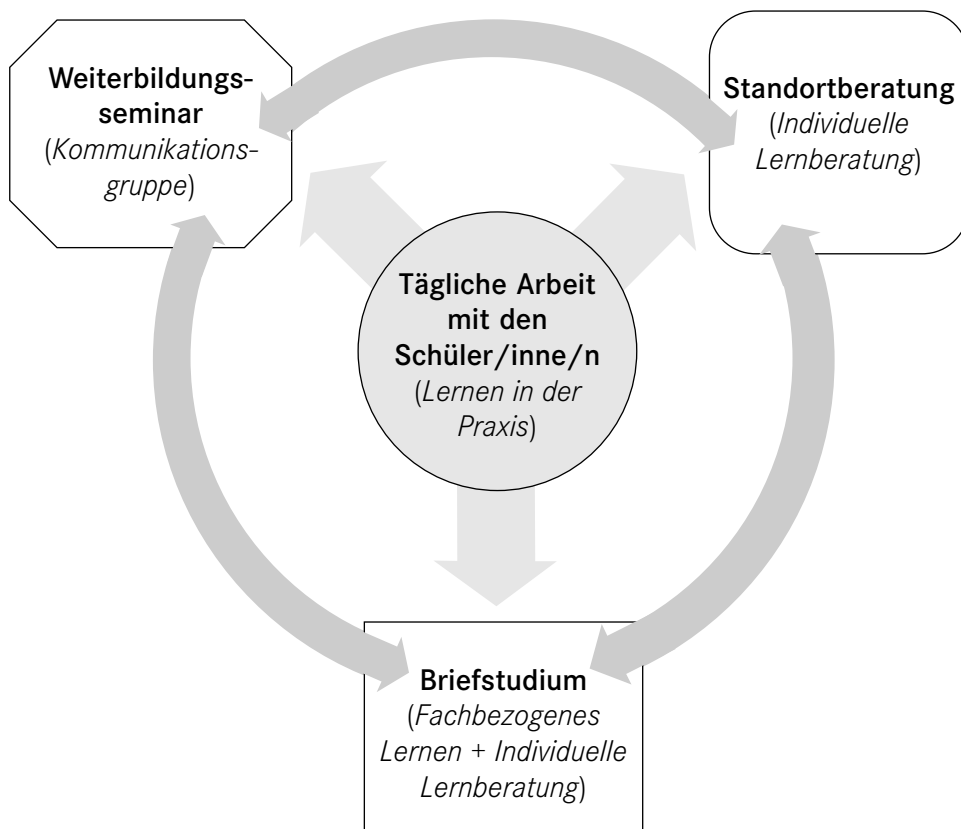 Weiterbildungs-
seminar
(Kommunikations-
gruppe)
Standortberatung
(Individuelle
Lernberatung)
Tägliche Arbeit
mit den
Schüler/inne/n
(Lernen in der
Praxis)
Briefstudium
(Fachbezogenes
Lernen + Individuelle
Lernberatung)